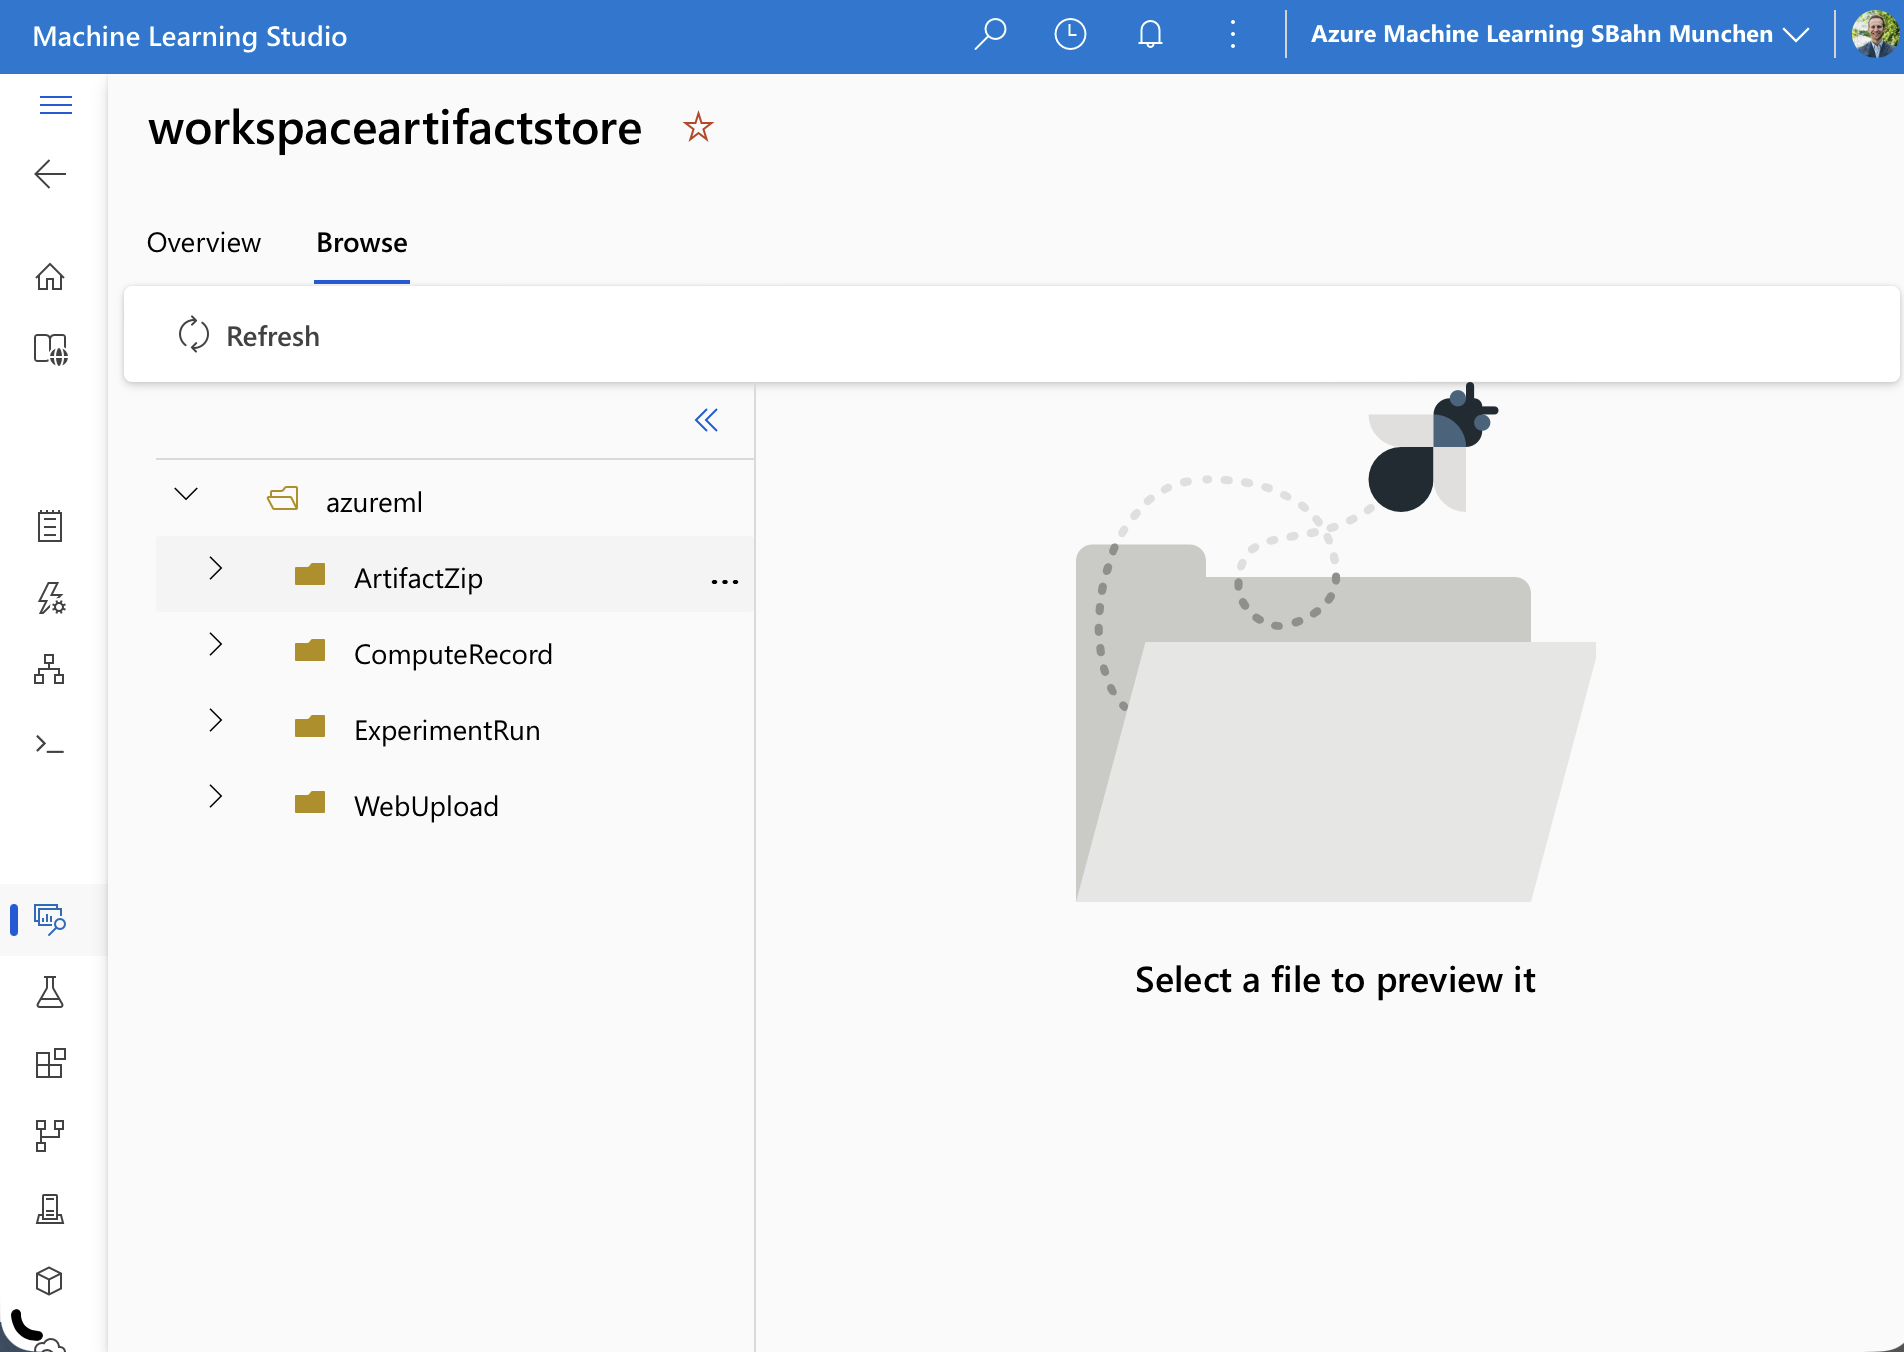 Machine Learning Studio
Azure Machine Learning SBahn Munchen
workspaceartifactstore
Overview Browse
Refresh
azureml
ArtifactZip
ComputeRecord
ExperimentRun
WebUpload
Select a file to preview it